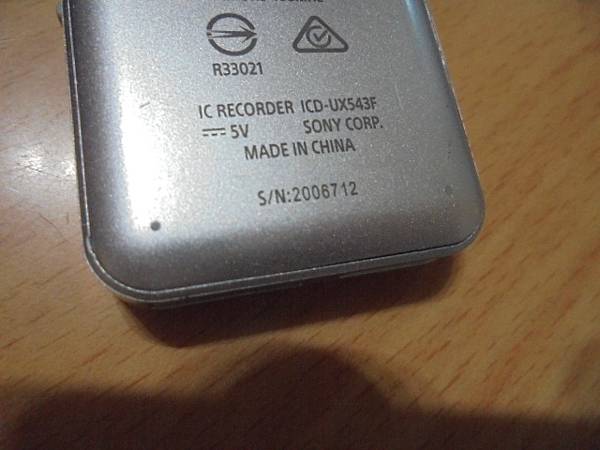 R33021
IC RECORDER ICD-UX543F
5V SONY CORP.
MADE IN CHINA
S/N:2006712